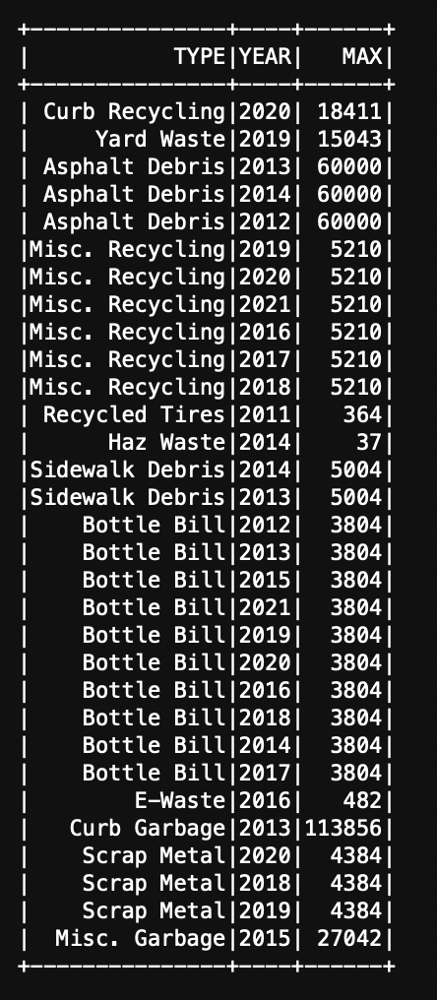 +---------------+----+------+
|           TYPE|YEAR|   MAX|
+---------------+----+------+
| Curb Recycling|2020| 18411|
|     Yard Waste|2019| 15043|
| Asphalt Debris|2013| 60000|
| Asphalt Debris|2014| 60000|
| Asphalt Debris|2012| 60000|
|Misc. Recycling|2019|  5210|
|Misc. Recycling|2020|  5210|
|Misc. Recycling|2021|  5210|
|Misc. Recycling|2016|  5210|
|Misc. Recycling|2017|  5210|
|Misc. Recycling|2018|  5210|
| Recycled Tires|2011|   364|
|      Haz Waste|2014|    37|
|Sidewalk Debris|2014|  5004|
|Sidewalk Debris|2013|  5004|
|    Bottle Bill|2012|  3804|
|    Bottle Bill|2013|  3804|
|    Bottle Bill|2015|  3804|
|    Bottle Bill|2021|  3804|
|    Bottle Bill|2019|  3804|
|    Bottle Bill|2020|  3804|
|    Bottle Bill|2016|  3804|
|    Bottle Bill|2018|  3804|
|    Bottle Bill|2014|  3804|
|    Bottle Bill|2017|  3804|
|        E-Waste|2016|   482|
|   Curb Garbage|2013|113856|
|    Scrap Metal|2020|  4384|
|    Scrap Metal|2018|  4384|
|    Scrap Metal|2019|  4384|
|  Misc. Garbage|2015| 27042|
+---------------+----+------+